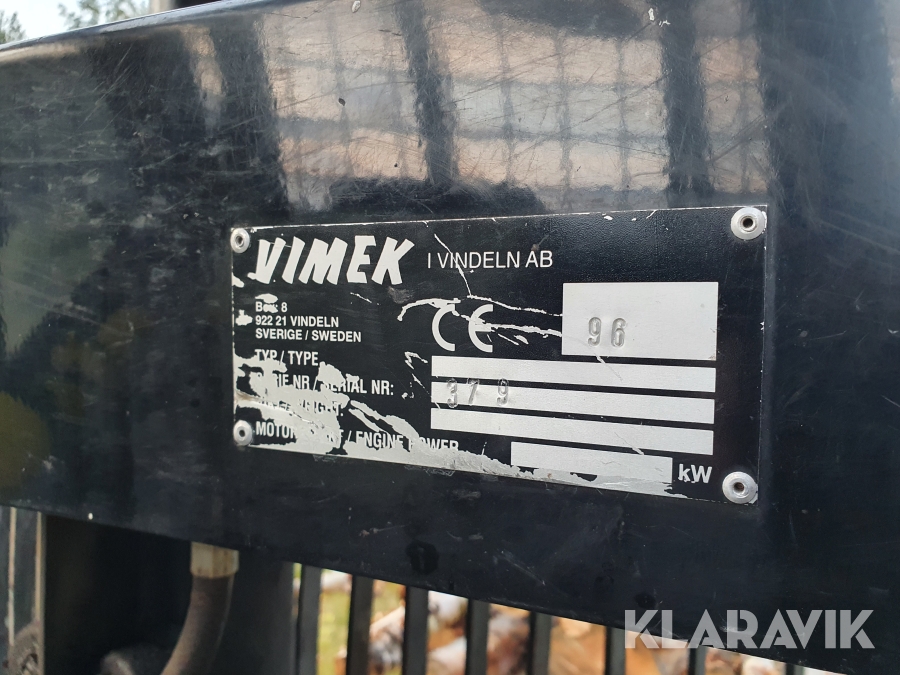 VIMEK I VINDELN AB
Box 8
922 21 VINDELN
SVERIGE / SWEDEN
CE
96
TYP / TYPE
SERIAL NR:
379
MOTOR / ENGINE POWER
kW
KLARAVIK